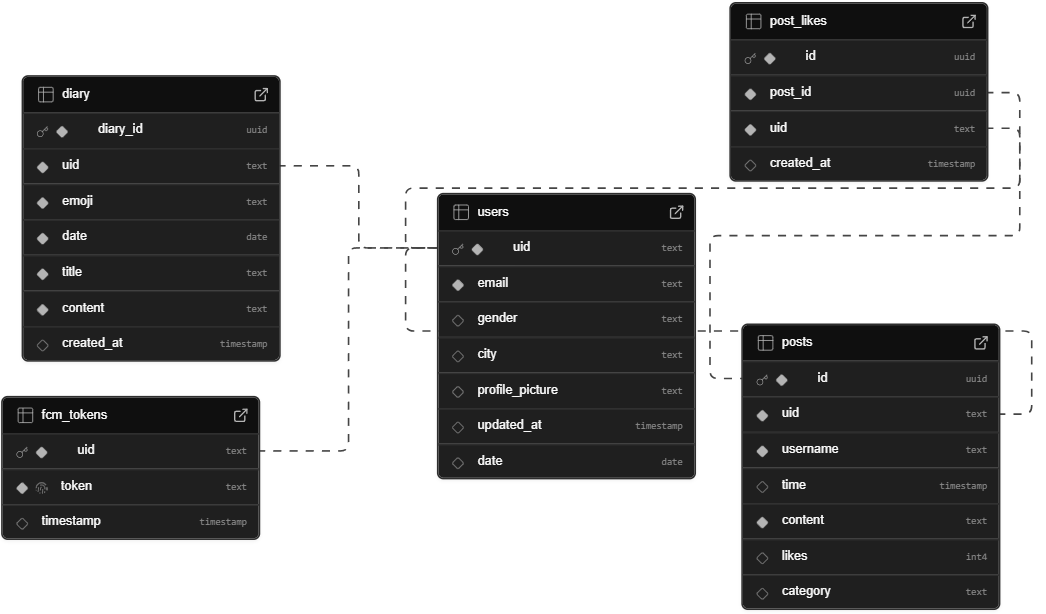 post_likes
id uuid
post_id uuid
uid text
created_at timestamp
diary
diary_id uuid
uid text
emoji text
date date
title text
content text
created_at timestamp
users
uid text
email text
gender text
city text
profile_picture text
updated_at timestamp
date date
posts
id uuid
uid text
username text
time timestamp
content text
likes int4
category text
fcm_tokens
uid text
token text
timestamp timestamp